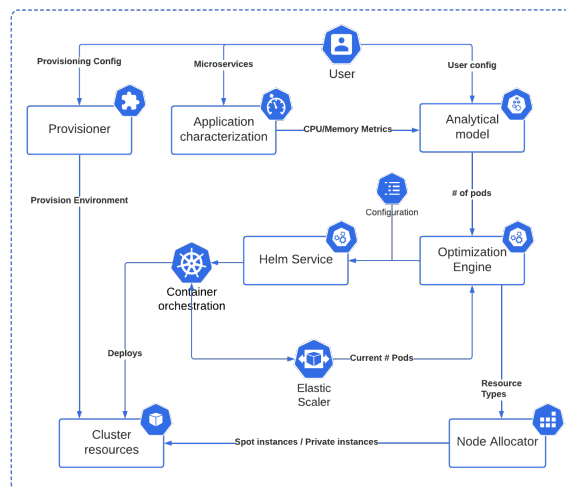 User
Provisioning Config
Microservices
User config
Provisioner
Application
characterization
CPU/Memory Metrics
Analytical
model
Provision Environment
# of pods
Configuration
Helm Service
Optimization
Engine
Container
orchestration
Deploys
Current # Pods
Elastic
Scaler
Resource
Types
Cluster
resources
Spot instances / Private instances
Node Allocator